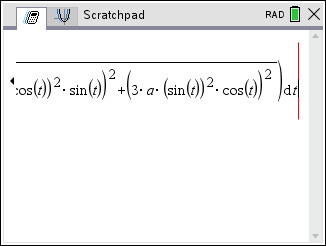 Scratchpad RAD
cos(t))²·sin(t))²+(3·a·(sin(t))²·cos(t))²)dt